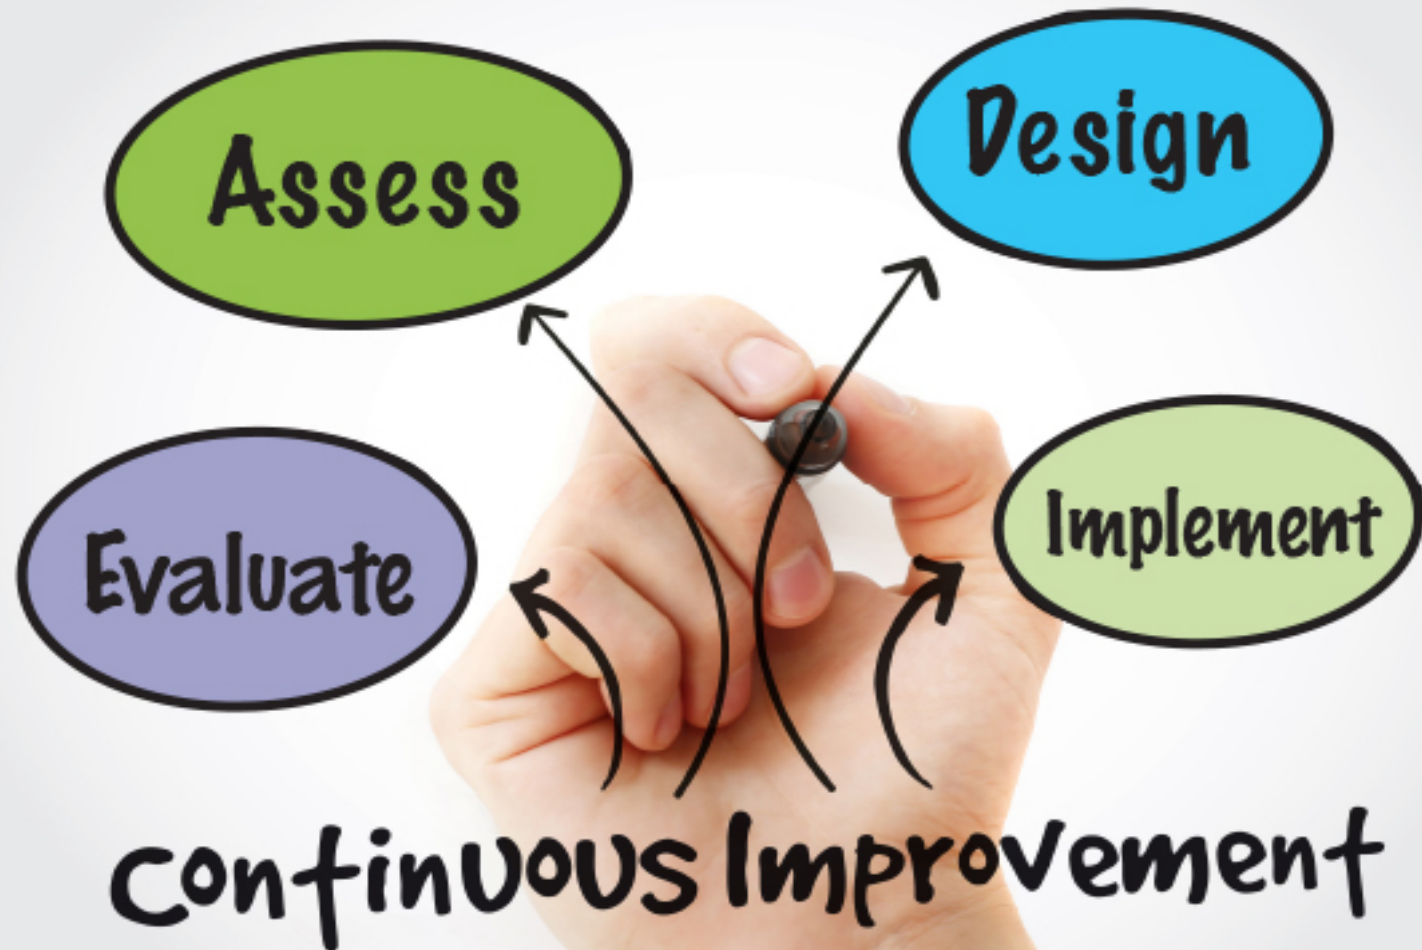 Assess
Design
Evaluate
Implement
Continuous Improvement